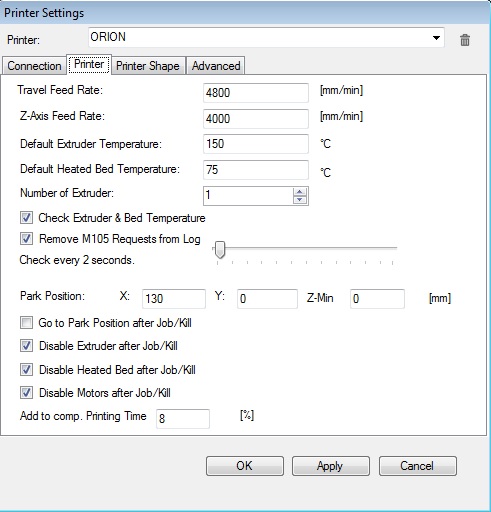 Printer Settings
Printer: ORION
Connection Printer Printer Shape Advanced
Travel Feed Rate: 4800 [mm/min]
Z-Axis Feed Rate: 4000 [mm/min]
Default Extruder Temperature: 150 °C
Default Heated Bed Temperature: 75 °C
Number of Extruder: 1
Check Extruder & Bed Temperature
Remove M105 Requests from Log
Check every 2 seconds.
Park Position: X: 130 Y: 0 Z-Min 0 [mm]
Go to Park Position after Job/Kill
Disable Extruder after Job/Kill
Disable Heated Bed after Job/Kill
Disable Motors after Job/Kill
Add to comp. Printing Time 8 [%]
OK Apply Cancel